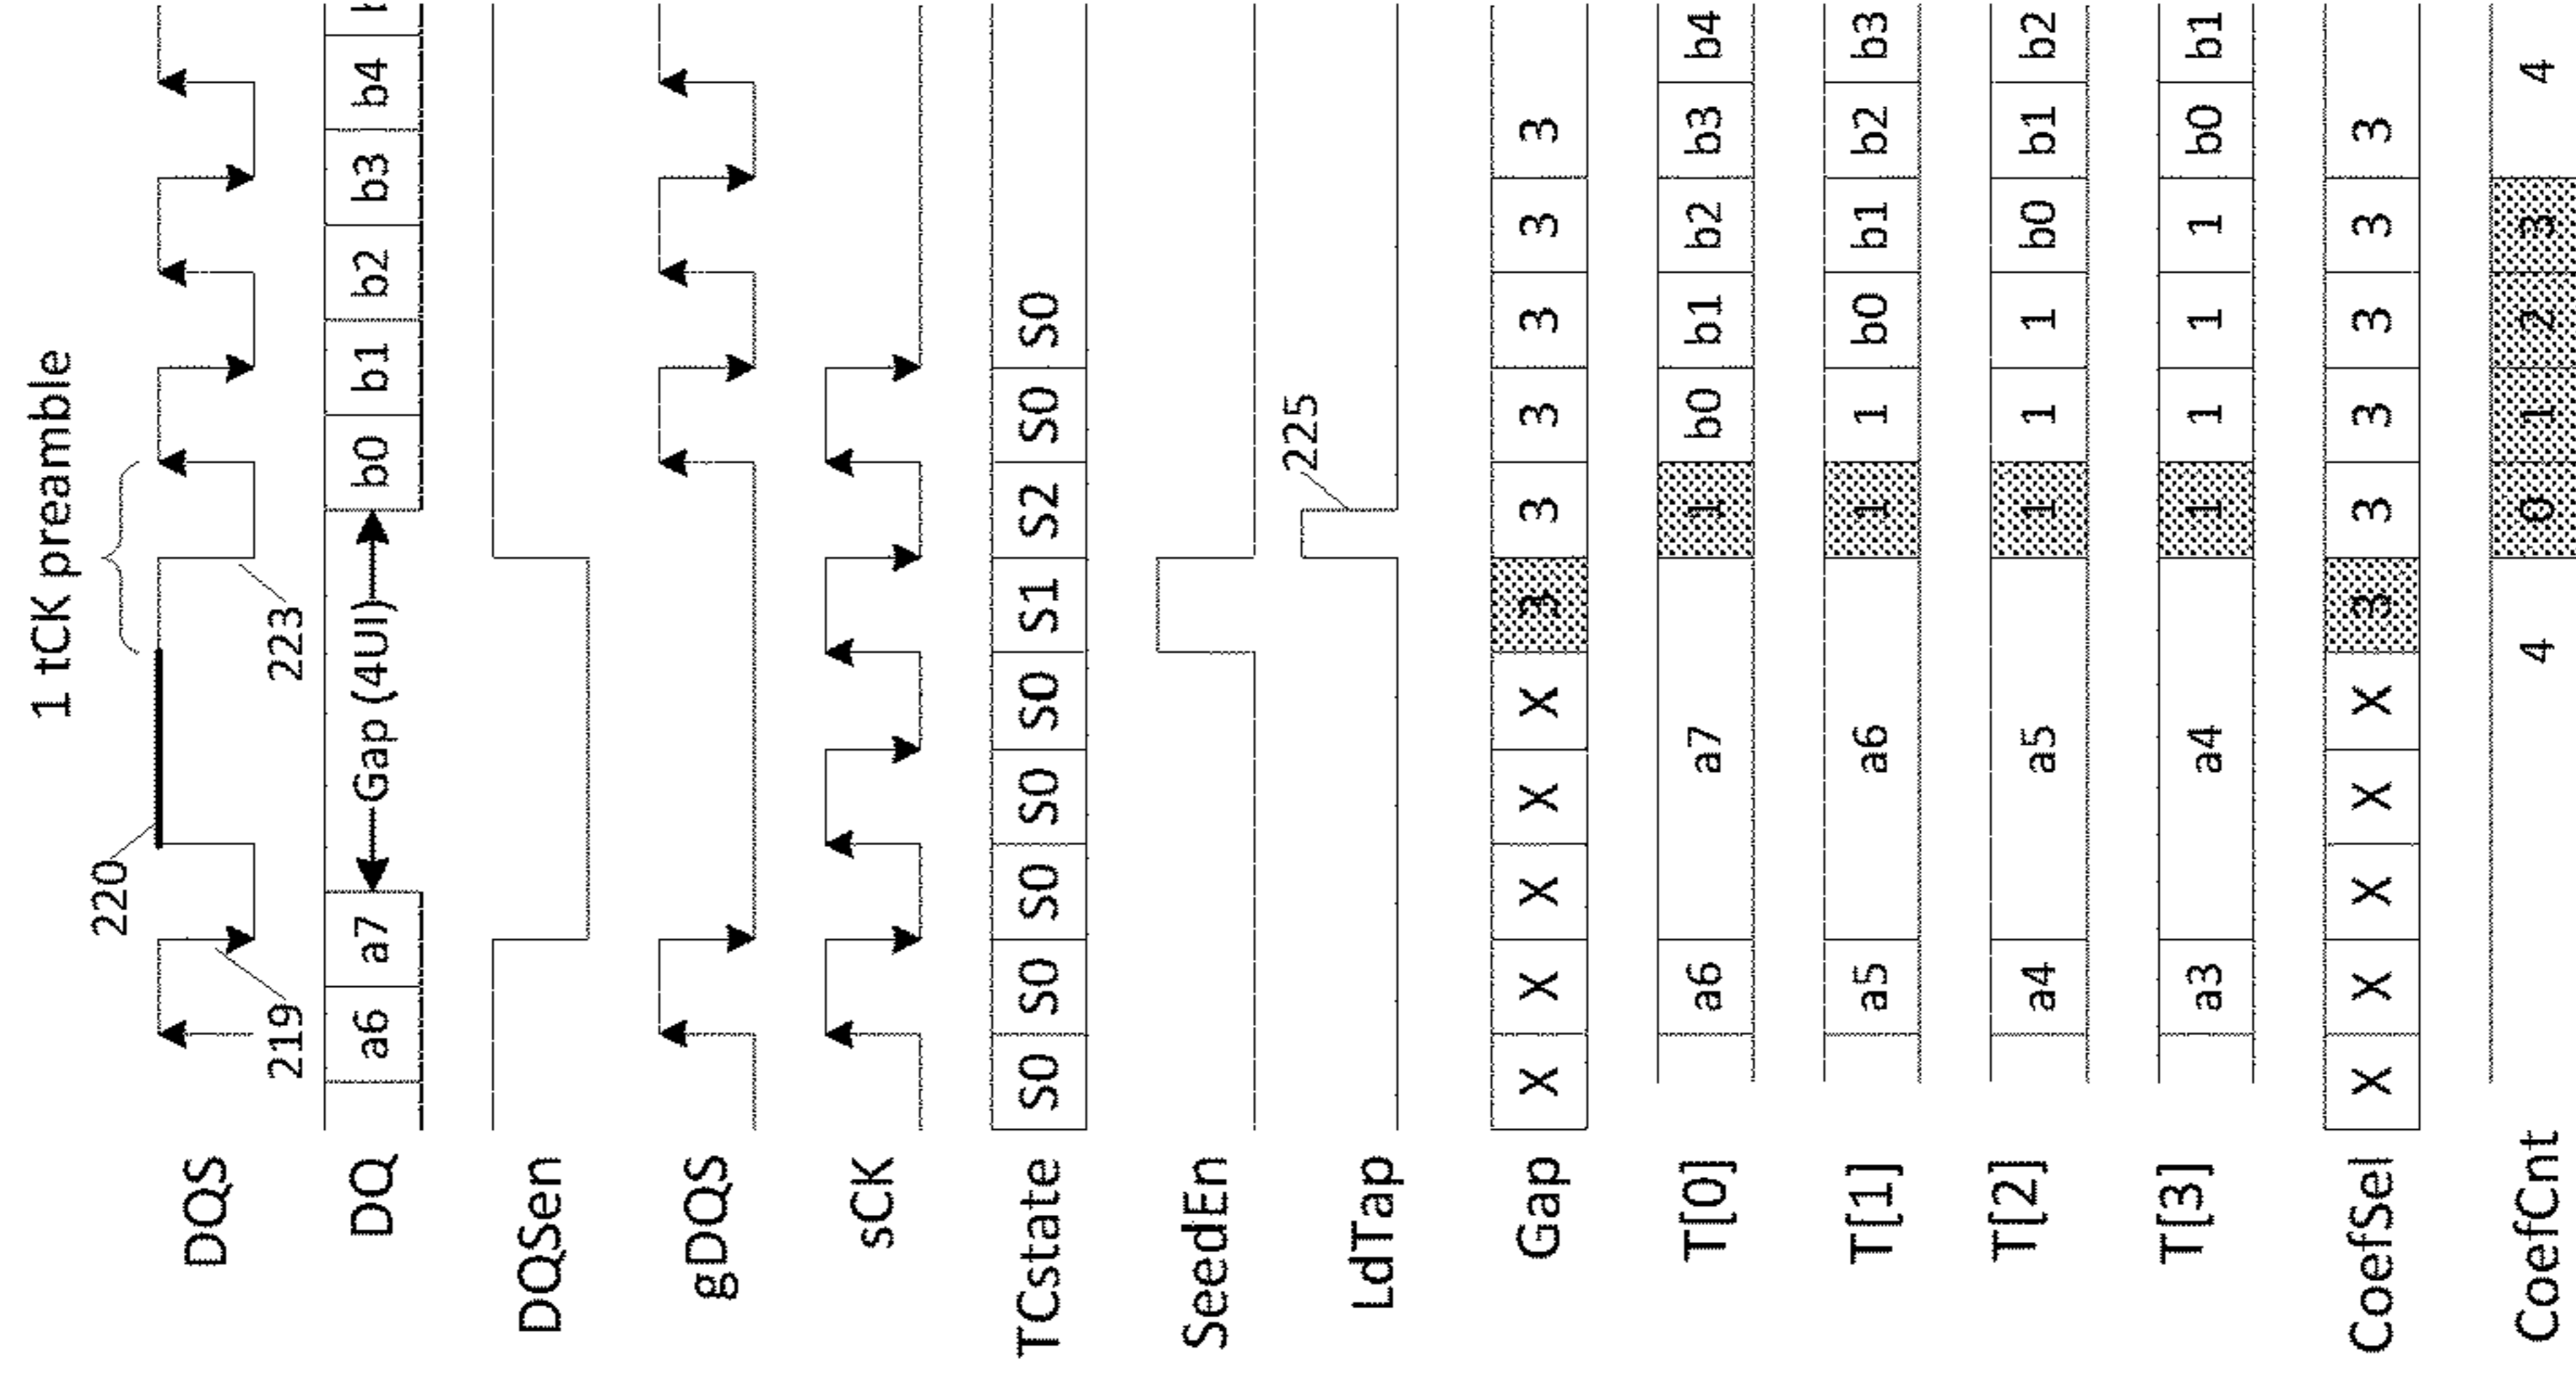 1 tCK preamble
220
DQS
219 223
DQ a6 a7 Gap (4UI) b0 b1 b2 b3 b4
DQSen
gDQS
sCK
TCstate S0 S0 S0 S0 S0 S1 S2 S0 S0
SeedEn
225
LdTap
Gap X X X X X 3 3 3 3 3 3
T[0] a6 a7 1 b0 b1 b2 b3 b4
T[1] a5 a6 1 1 b0 b1 b2 b3
T[2] a4 a5 1 1 1 b0 b1 b2
T[3] a3 a4 1 1 1 1 b0 b1
CoefSel X X X X X 3 3 3 3 3 3
CoefCnt 4 0 1 2 3 4